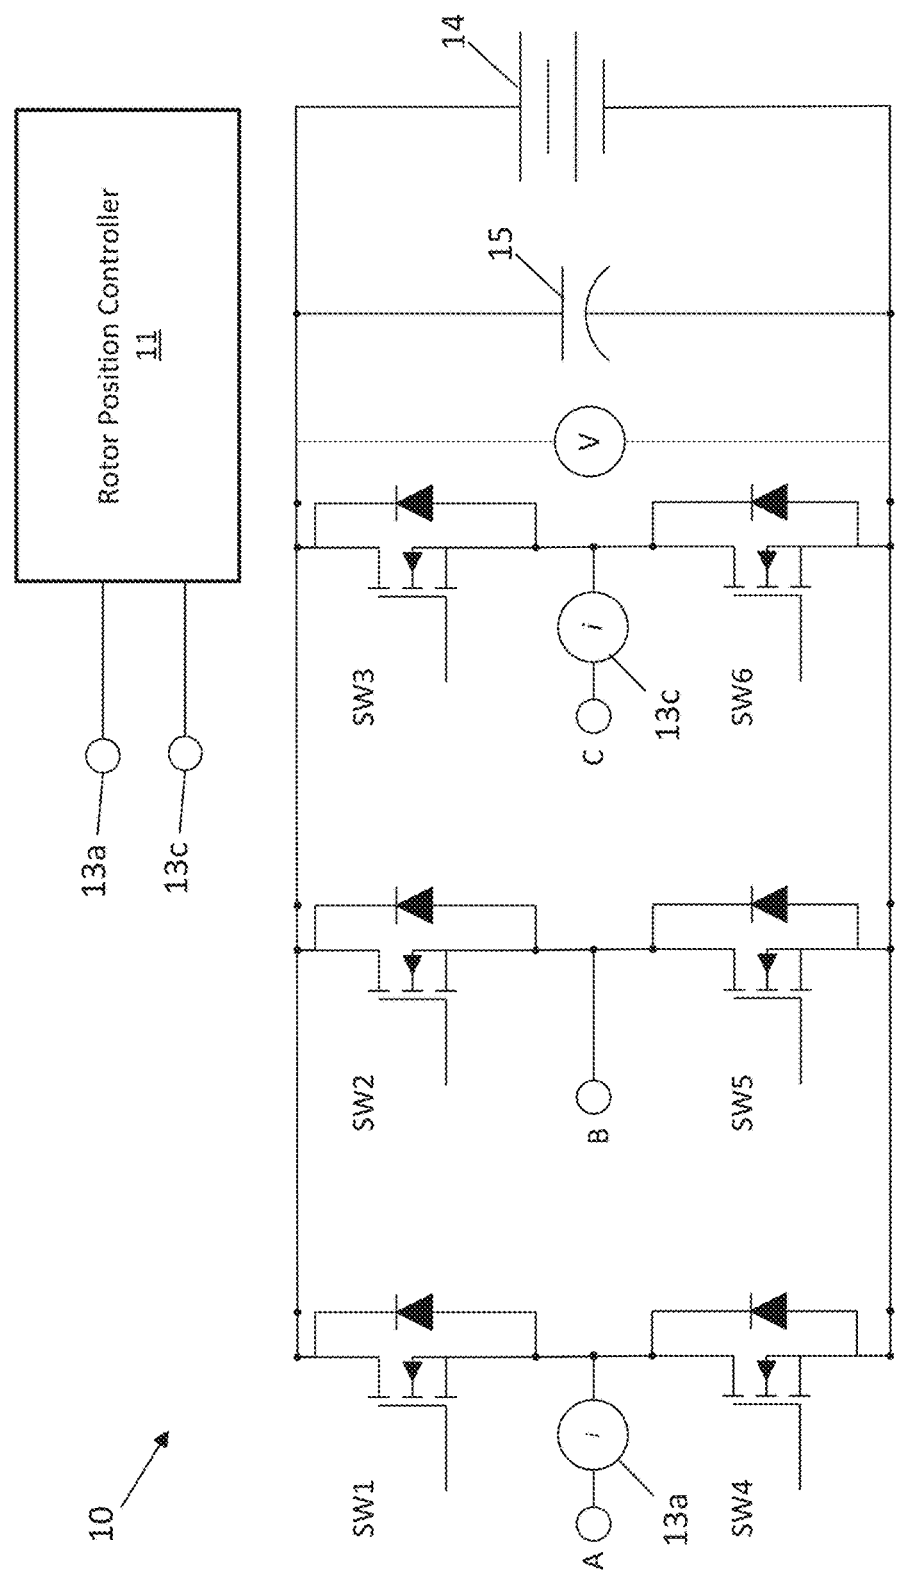 10
13a
13c
Rotor Position Controller
11
SW1
SW2
SW3
14
15
A
i
13a
B
C
i
13c
V
SW4
SW5
SW6